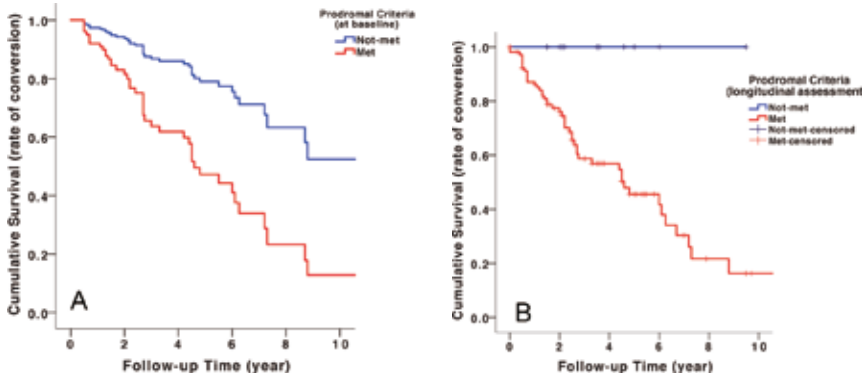 Prodromal Criteria
(at baseline)
Not-met
Met
Cumulative Survival (rate of conversion)
1.0
0.8
0.6
0.4
0.2
0.0
A
0
2
4
6
8
10
Follow-up Time (year)
Prodromal Criteria
(longitudinal assessment
Not-met
Met
Not-met-censored
Met-censored
Cumulative Survival (rate of conversion)
1.0
0.8
0.6
0.4
0.2
0.0
B
0
2
4
6
8
10
Follow-up Time (year)